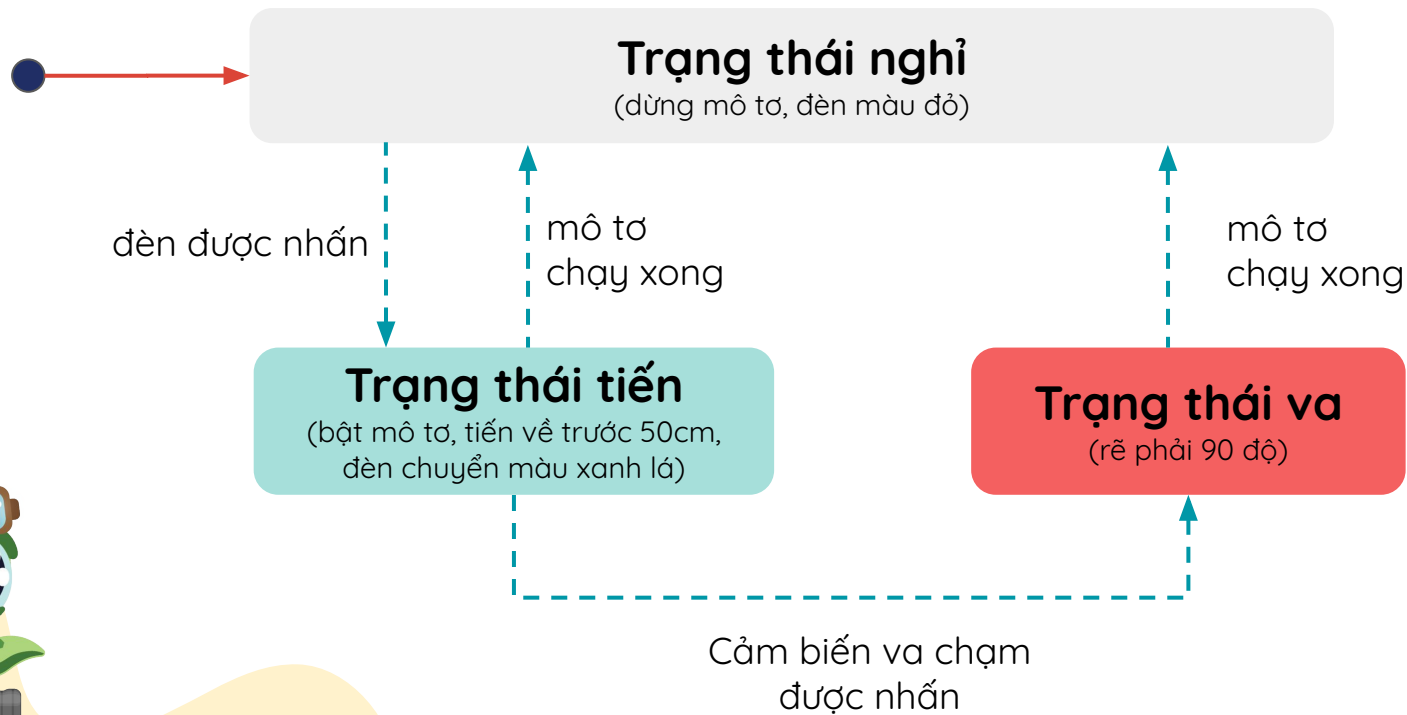 Trạng thái nghỉ
(dừng mô tơ, đèn màu đỏ)
đèn được nhấn
mô tơ
chạy xong
mô tơ
chạy xong
Trạng thái tiến
(bật mô tơ, tiến về trước 50cm,
đèn chuyển màu xanh lá)
Trạng thái va
(rẽ phải 90 độ)
Cảm biến va chạm
được nhấn